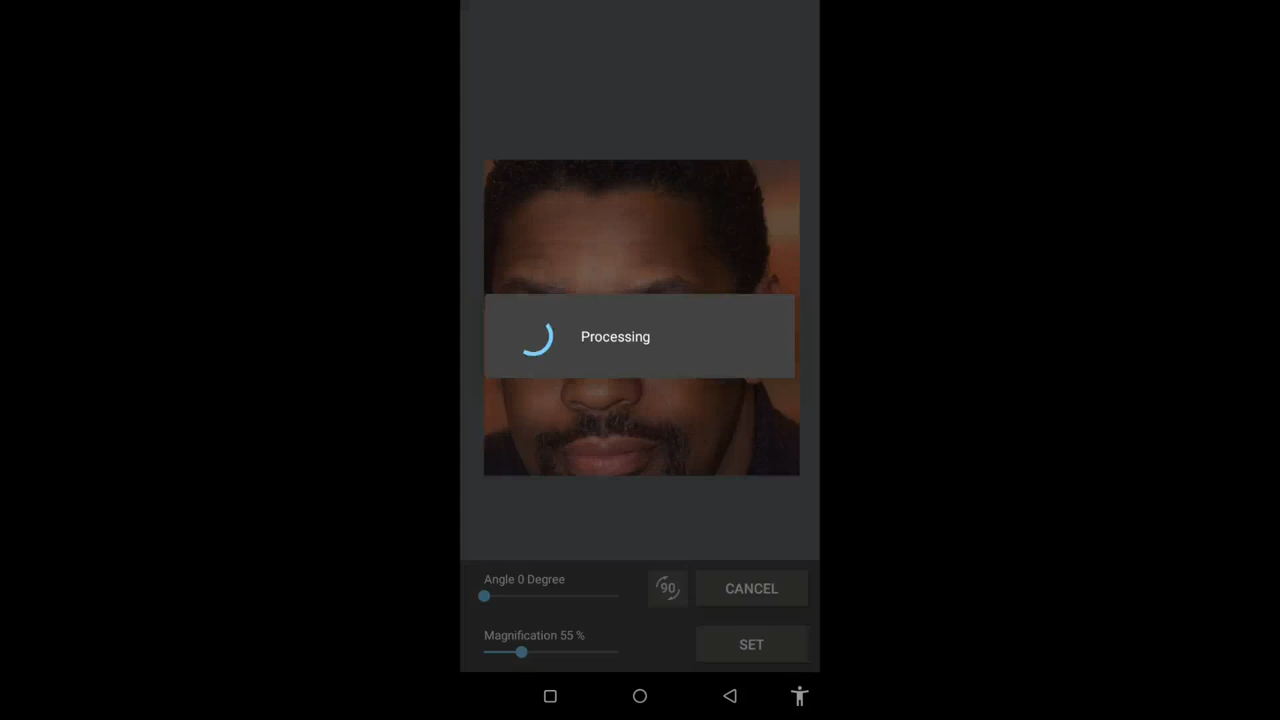 Processing
Angle 0 Degree
90
CANCEL
Magnification 55 %
SET